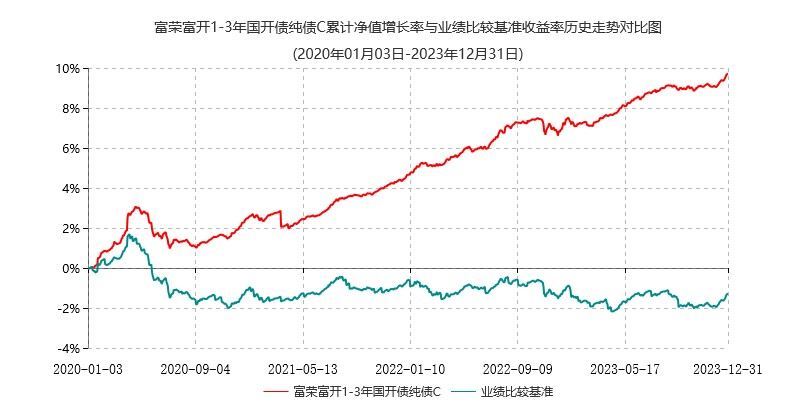 富荣富开1-3年国开债纯债C累计净值增长率与业绩比较基准收益率历史走势对比图
(2020年01月03日-2023年12月31日)
10%
8%
6%
4%
2%
0%
-2%
-4%
2020-01-03 2020-09-04 2021-05-13 2022-01-10 2022-09-09 2023-05-17 2023-12-31
富荣富开1-3年国开债纯债C 业绩比较基准